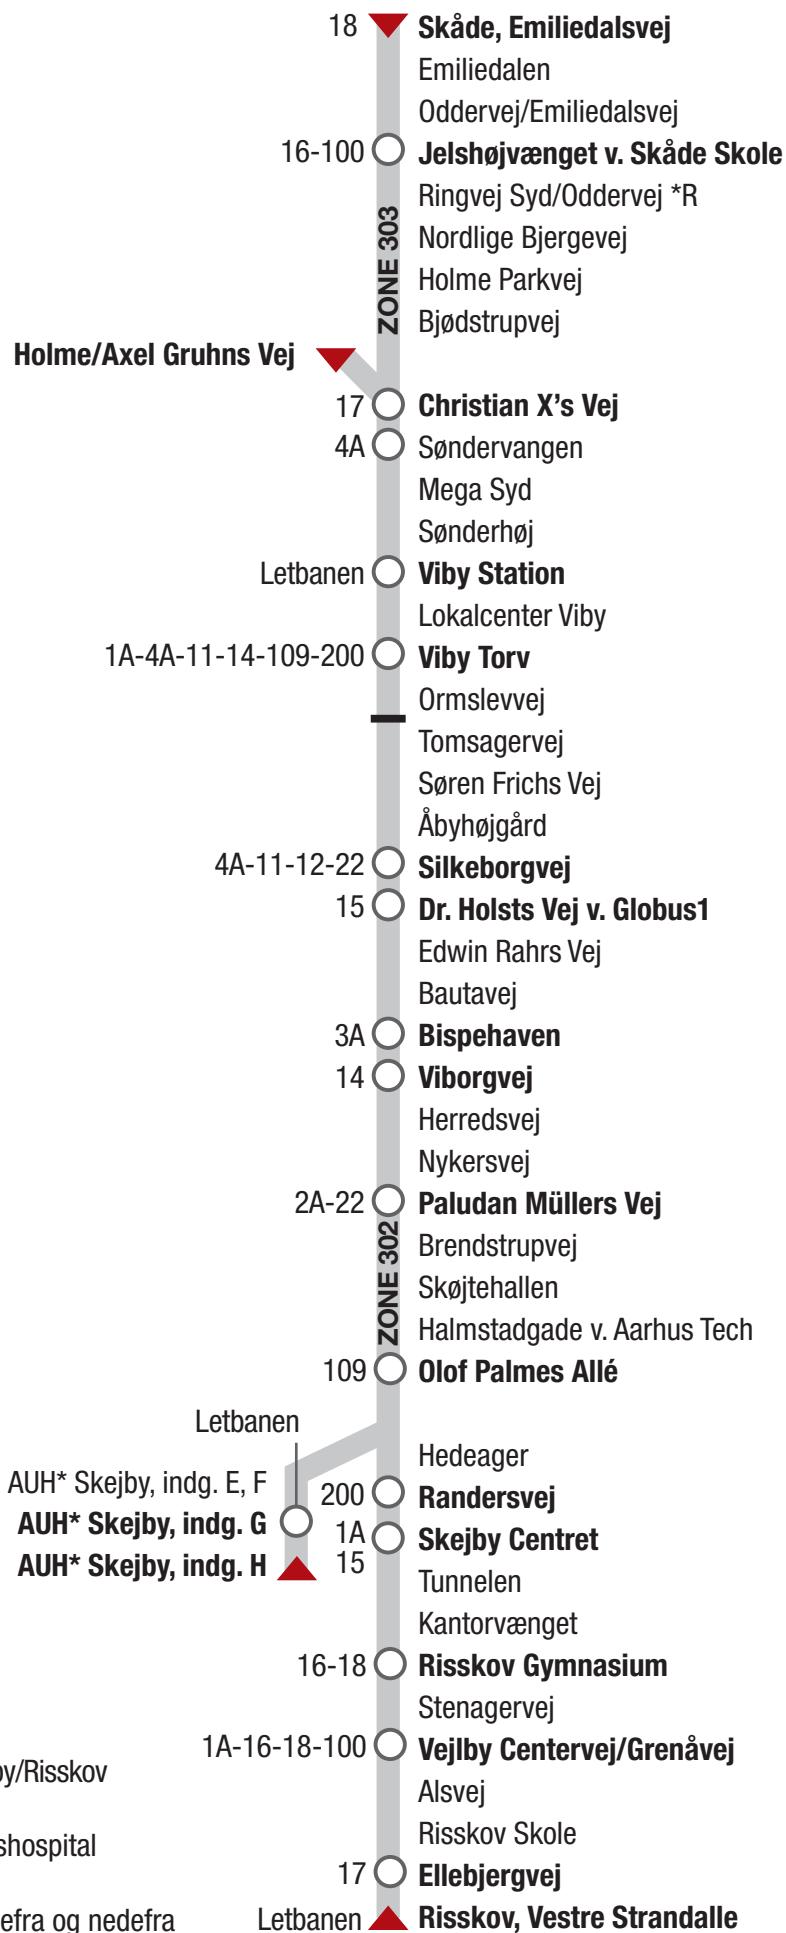 18 Skåde, Emiliedalsvej
Emiliedalen
Oddervej/Emiliedalsvej
16-100 Jelshøjvænget v. Skåde Skole
Ringvej Syd/Oddervej *R
Nordlige Bjergevej
Holme Parkvej
Bjødstrupvej
ZONE 303
Holme/Axel Gruhns Vej
17 Christian X's Vej
4A Søndervangen
Mega Syd
Sønderhøj
Letbanen Viby Station
Lokalcenter Viby
1A-4A-11-14-109-200 Viby Torv
Ormslevvej
Tomsagervej
Søren Frichs Vej
Åbyhøjgård
4A-11-12-22 Silkeborgvej
15 Dr. Holsts Vej v. Globus1
Edwin Rahrs Vej
Bautavej
3A Bispehaven
14 Viborgvej
Herredsvej
Nykersvej
2A-22 Paludan Müllers Vej
Brendstrupvej
Skøjtehallen
Halmstadgade v. Aarhus Tech
ZONE 302
109 Olof Palmes Allé
Letbanen
Hedeager
AUH* Skejby, indg. E, F
200 Randersvej
AUH* Skejby, indg. G
1A Skejby Centret
15
AUH* Skejby, indg. H
Tunnelen
Kantorvænget
16-18 Risskov Gymnasium
Stenagervej
1A-16-18-100 Vejlby Centervej/Grenåvej
y/Risskov
Alsvej
Risskov Skole
shospital
17 Ellebjergvej
efra og nedefra
Letbanen Risskov, Vestre Strandalle